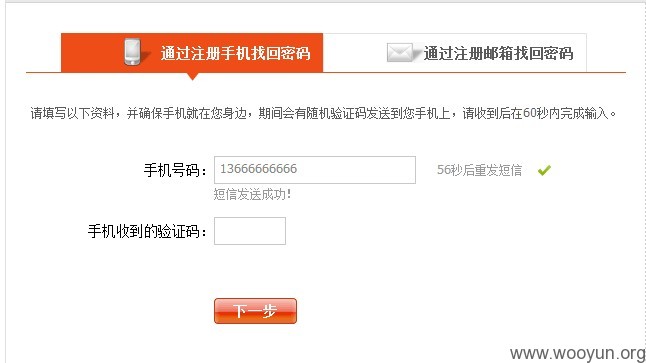 通过注册手机找回密码
通过注册邮箱找回密码
请填写以下资料，并确保手机就在您身边，期间会有随机验证码发送到您手机上，请收到后在60秒内完成输入。
手机号码： 13666666666 56秒后重发短信
短信发送成功！
手机收到的验证码：
下一步
www.wooyun.org